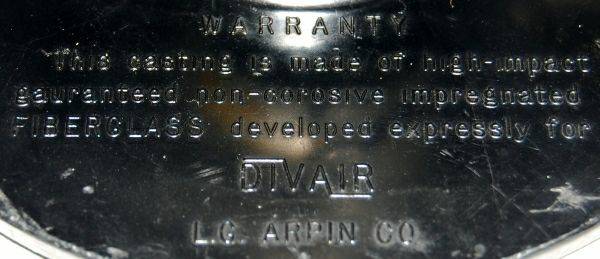 WARRANTY
This casting is made of high-impact
gauranteed non-corosive impregnated
FIBERGLASS developed expressly for
DIVAIR
L.G. ARPIN CO